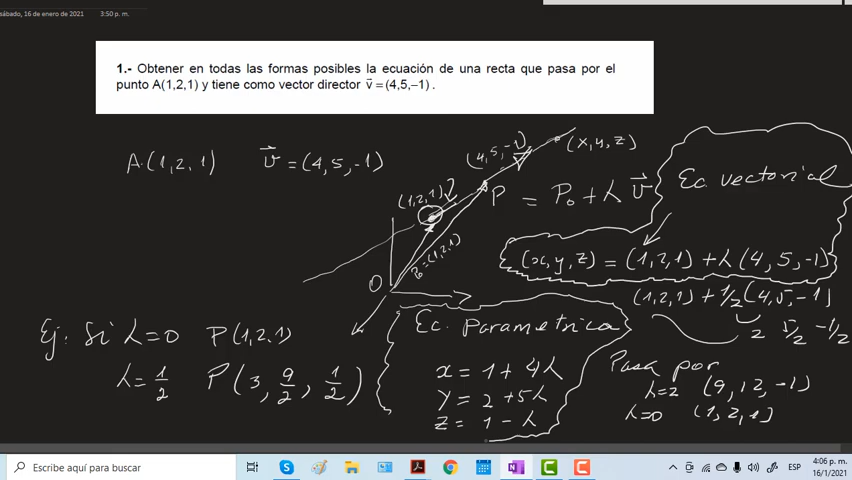 sábado, 16 de enero de 2021 3:50 p. m.
1.- Obtener en todas las formas posibles la ecuación de una recta que pasa por el
punto A(1,2,1) y tiene como vector director v⃗ = (4,5,−1) .
A (1,2,1) v⃗ = (4,5,-1)
(4,5,-1)
(x,y,z)
(1,2,1)
P = P₀ + λ v⃗
Ec. vectorial
P₀=(1,2,1)
(x,y,z) = (1,2,1) + λ (4, 5, -1)
O
(1,2,1) + 1/2 (4,5,-1)
2 5/2 -1/2
Ec. Parametrica
Ej: Si λ=0 P(1,2,1)
λ = 1/2 P(3, 9/2, 1/2)
x = 1 + 4λ
y = 2 + 5λ
z = 1 - λ
Pasa por
λ=2 (9,12,-1)
λ=0 (1,2,1)
Escribe aquí para buscar
ESP
4:06 p. m.
16/1/2021